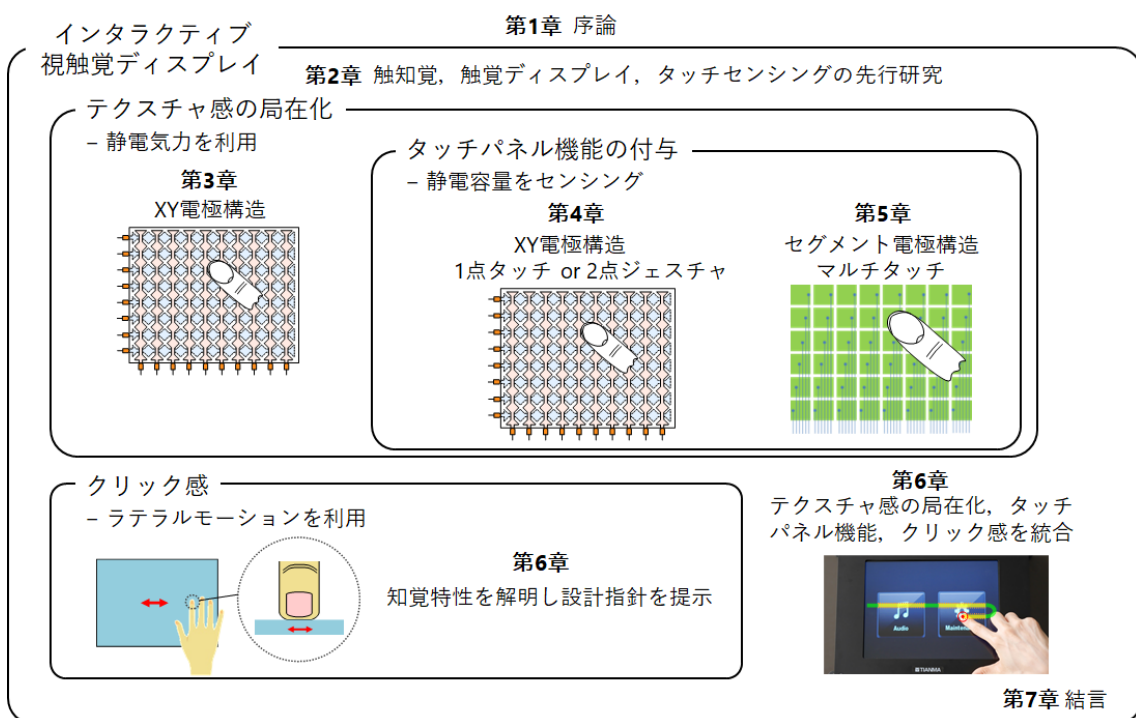 第1章 序論
インタラクティブ
視触覚ディスプレイ
第2章 触知覚，触覚ディスプレイ，タッチセンシングの先行研究
テクスチャ感の局在化
– 静電気力を利用
第3章
XY電極構造
タッチパネル機能の付与
– 静電容量をセンシング
第4章
XY電極構造
1点タッチ or 2点ジェスチャ
第5章
セグメント電極構造
マルチタッチ
クリック感
– ラテラルモーションを利用
第6章
知覚特性を解明し設計指針を提示
第6章
テクスチャ感の局在化，タッチ
パネル機能，クリック感を統合
Audio
TIANMA
第7章 結言